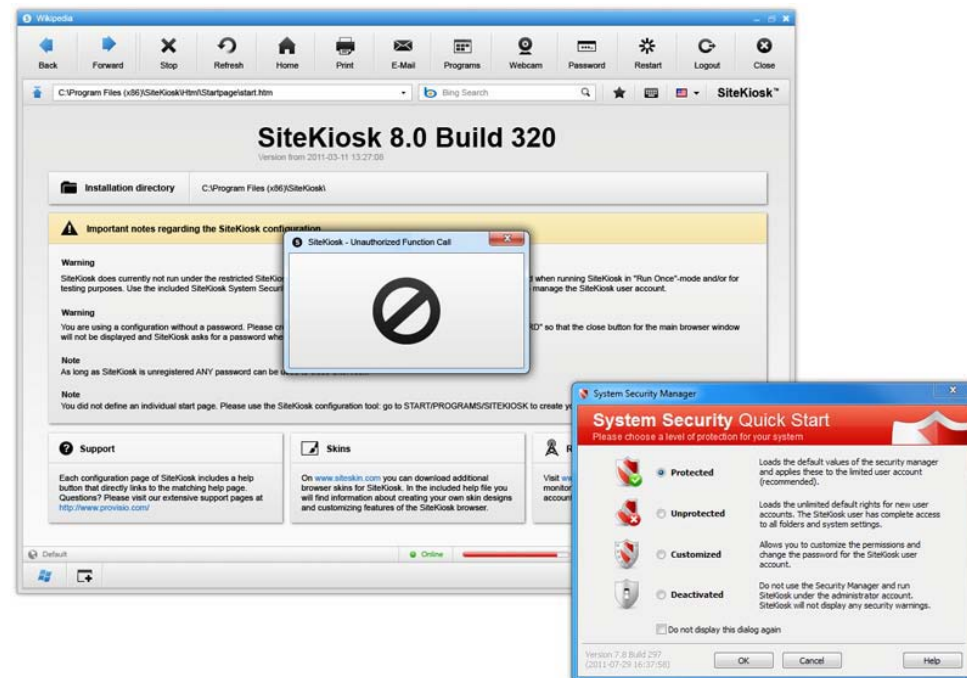 Wikipedia
Back Forward Stop Refresh Home Print E-Mail Programs Webcam Password Restart Logout Close
C:\Program Files (x86)\SiteKiosk\Html\Startpage\start.htm Bing Search SiteKiosk™
SiteKiosk 8.0 Build 320
Version from 2011-03-11 13:27:08
Installation directory C:\Program Files (x86)\SiteKiosk\
Important notes regarding the SiteKiosk configuration
SiteKiosk - Unauthorized Function Call
Warning
SiteKiosk does currently not run under the restricted when running SiteKiosk in "Run Once"-mode and/or for
testing purposes. Use the included SiteKiosk System manage the SiteKiosk user account.
Warning
You are using a configuration without a password. Please so that the close button for the main browser window
will not be displayed and SiteKiosk asks for a password
Note
As long as SiteKiosk is unregistered ANY password can be
Note
You did not define an individual start page. Please use the SiteKiosk configuration tool: go to START/PROGRAMS/SITEKIOSK to create
Support
Each configuration page of SiteKiosk includes a help
button that directly links to the matching help page.
Questions? Please visit our extensive support pages at
http://www.provisio.com/
Skins
On www.siteskin.com you can download additional
browser skins for SiteKiosk. In the included help file you
will find information about creating your own skin designs
and customizing features of the SiteKiosk browser.
Visit
monitor
account
Default Online
System Security Manager
System Security Quick Start
Please choose a level of protection for your system
Protected
Loads the default values of the security manager
and applies these to the limited user account
(recommended).
Unprotected
Loads the unlimited default rights for new user
accounts. The SiteKiosk user has complete access
to all folders and system settings.
Customized
Allows you to customize the permissions and
change the password for the SiteKiosk user
account.
Deactivated
Do not use the Security Manager and run
SiteKiosk under the administrator account.
SiteKiosk will not display any security warnings.
Do not display this dialog again
Version 7.8 Build 297
(2011-07-29 16:37:58)
OK Cancel Help